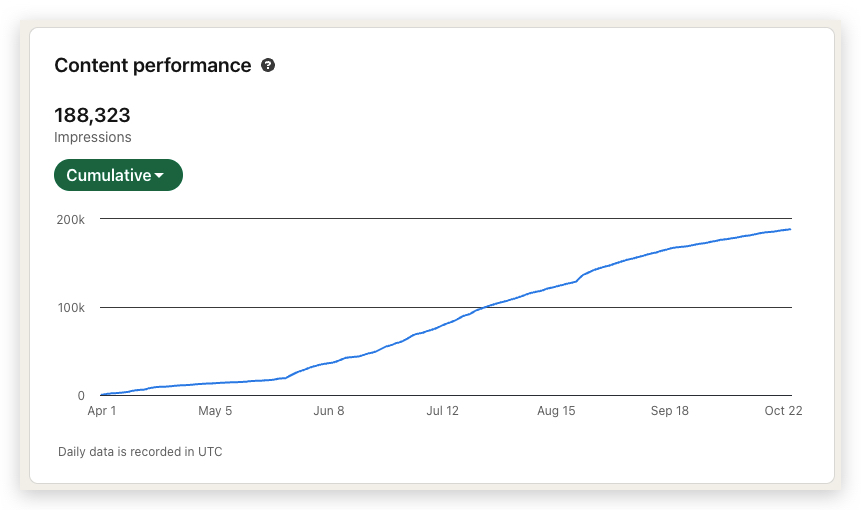 Content performance ?
188,323
Impressions
Cumulative
200k
100k
0
Apr 1 May 5 Jun 8 Jul 12 Aug 15 Sep 18 Oct 22
Daily data is recorded in UTC